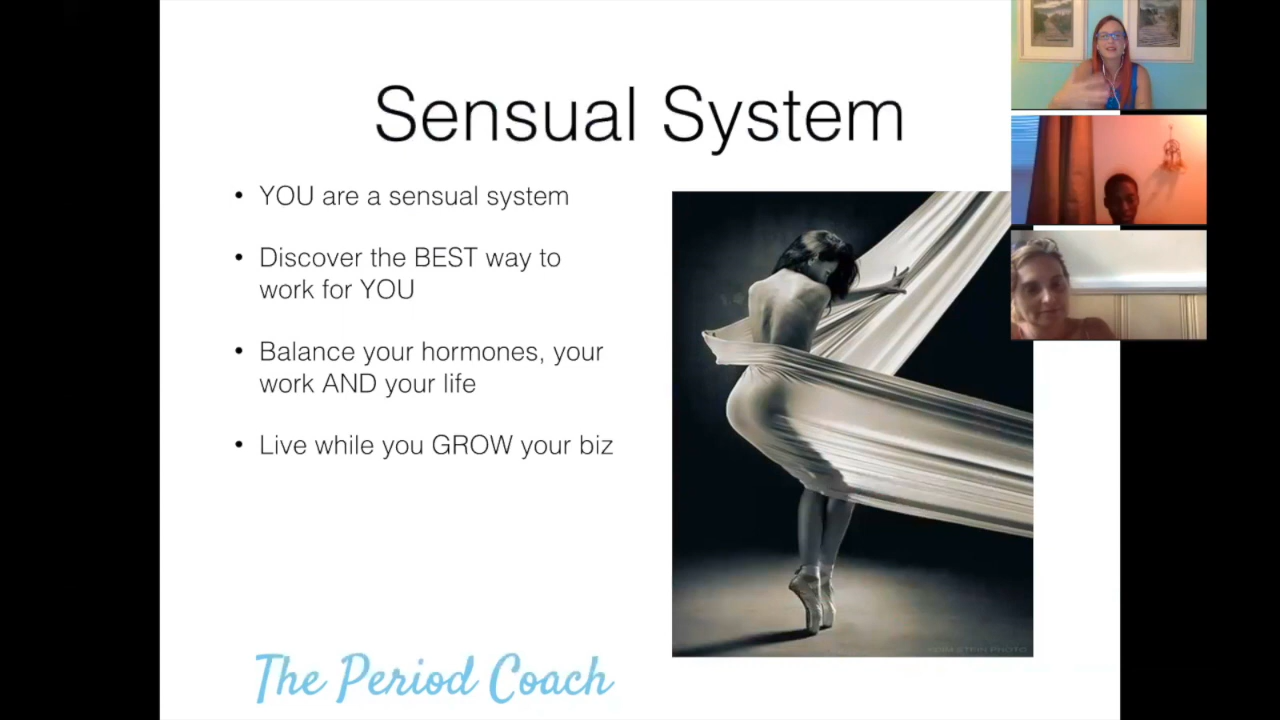 Sensual System
• YOU are a sensual system
• Discover the BEST way to
work for YOU
• Balance your hormones, your
work AND your life
• Live while you GROW your biz
The Period Coach